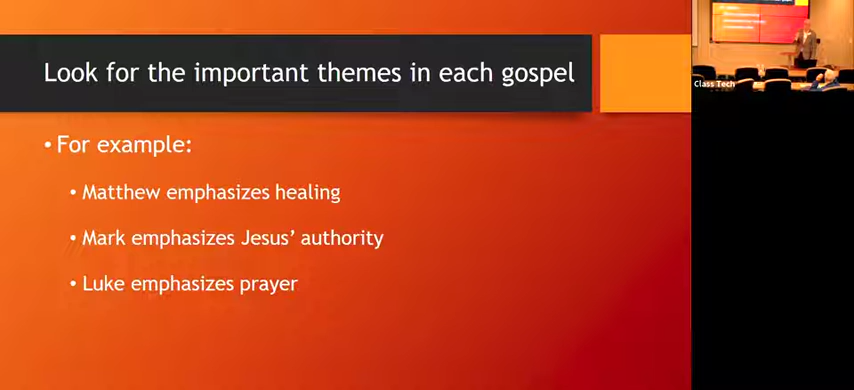 Look for the important themes in each gospel
• For example:
• Matthew emphasizes healing
• Mark emphasizes Jesus’ authority
• Luke emphasizes prayer
Class Tech